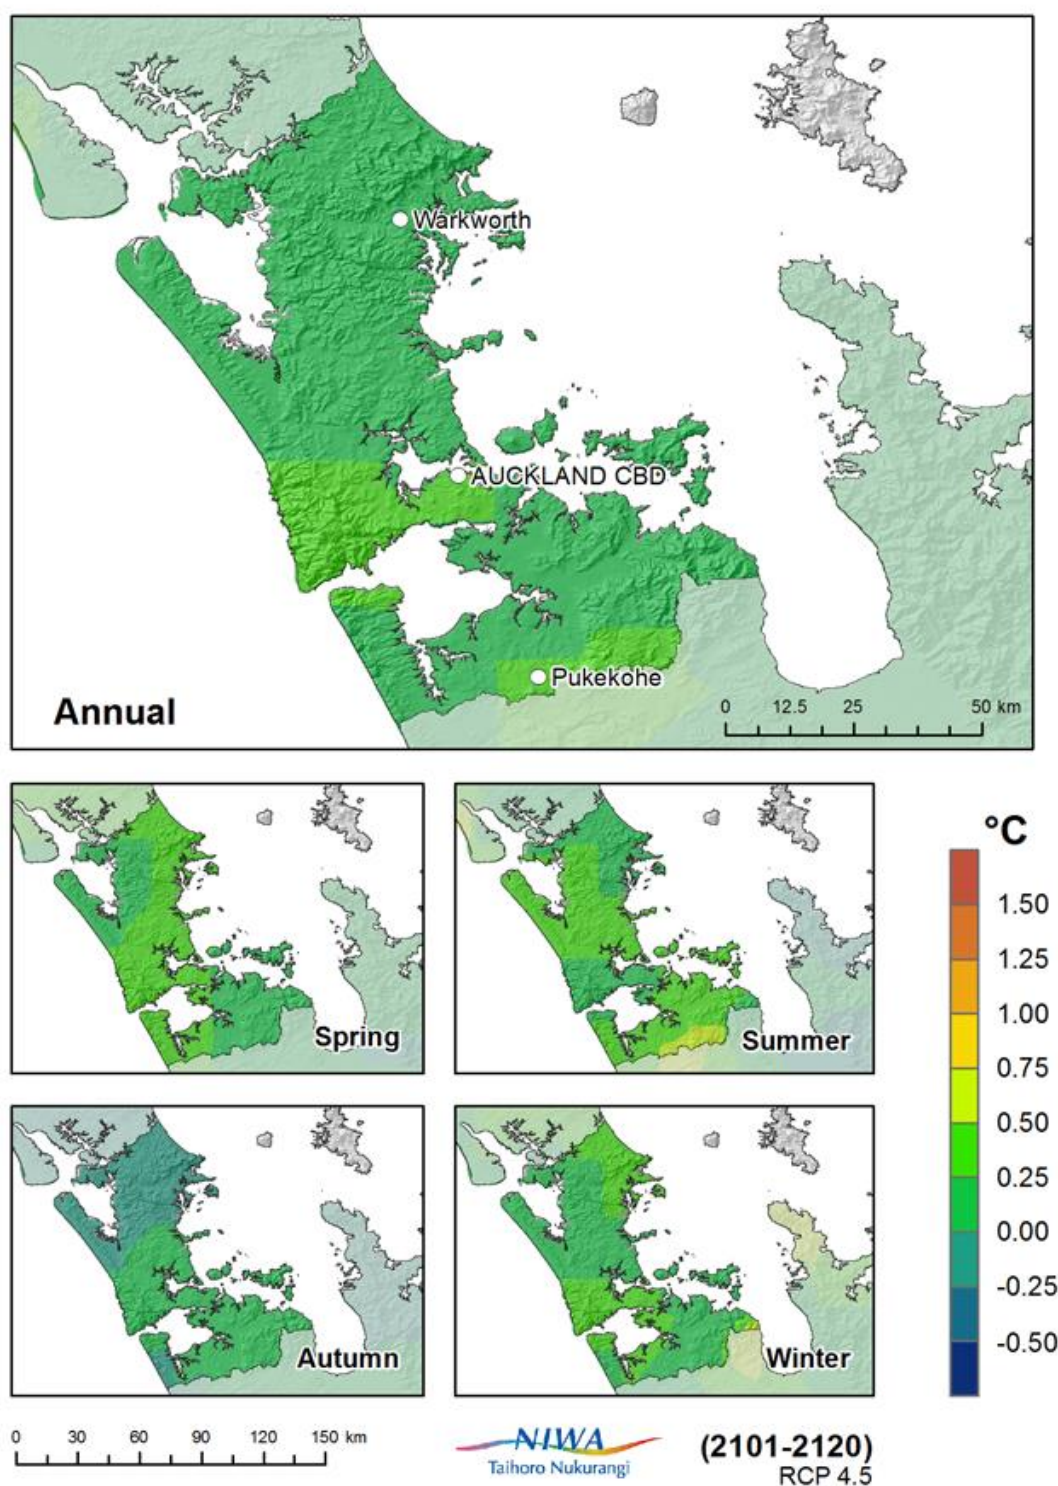 Warkworth
AUCKLAND CBD
Pukekohe
Annual
0 12.5 25 50 km
Spring
Summer
Autumn
Winter
°C
1.50
1.25
1.00
0.75
0.50
0.25
0.00
-0.25
-0.50
0 30 60 90 120 150 km
NIWA
Taihoro Nukurangi
(2101-2120)
RCP 4.5